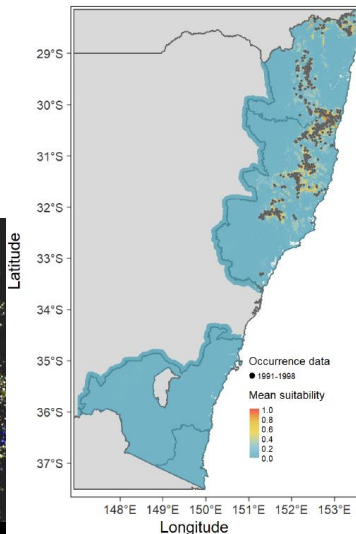 29°S
30°S
31°S
32°S
33°S
34°S
35°S
36°S
37°S
Latitude
Occurrence data
1991-1998
Mean suitability
1.0
0.8
0.6
0.4
0.2
0.0
148°E 149°E 150°E 151°E 152°E 153°E
Longitude